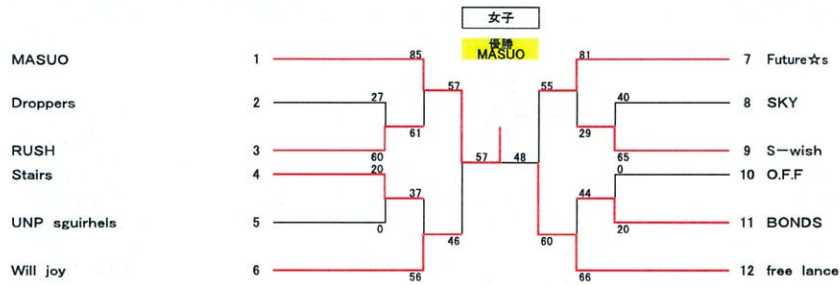 女子
優勝
MASUO
MASUO 1 85 81 7 Future☆s
57 55
Droppers 2 27 40 8 SKY
61 29
RUSH 3 60 65 9 S-wish
57 48
Stairs 4 20 0 10 O.F.F
37 44
UNP sguirhels 5 0 20 11 BONDS
46 60
Will joy 6 56 66 12 free lance